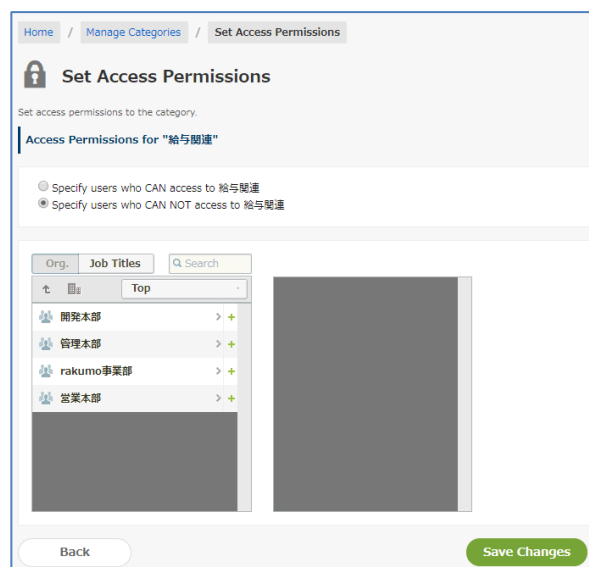 Home / Manage Categories / Set Access Permissions
Set Access Permissions
Set access permissions to the category.
Access Permissions for "給与関連"
Specify users who CAN access to 給与関連
Specify users who CAN NOT access to 給与関連
Org. Job Titles Search
Top
開発本部
管理本部
rakumo事業部
営業本部
Back Save Changes